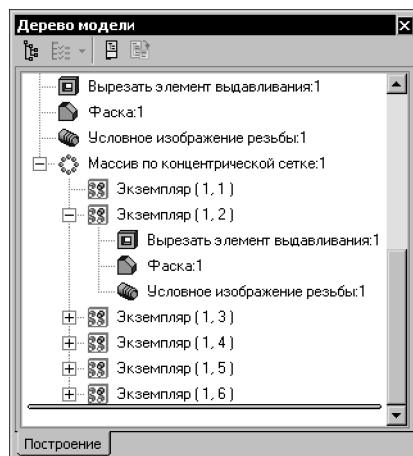 Дерево модели
Вырезать элемент выдавливания:1
Фаска:1
Условное изображение резьбы:1
Массив по концентрической сетке:1
Экземпляр ( 1, 1 )
Экземпляр ( 1, 2 )
Вырезать элемент выдавливания:1
Фаска:1
Условное изображение резьбы:1
Экземпляр ( 1, 3 )
Экземпляр ( 1, 4 )
Экземпляр ( 1, 5 )
Экземпляр ( 1, 6 )
Построение